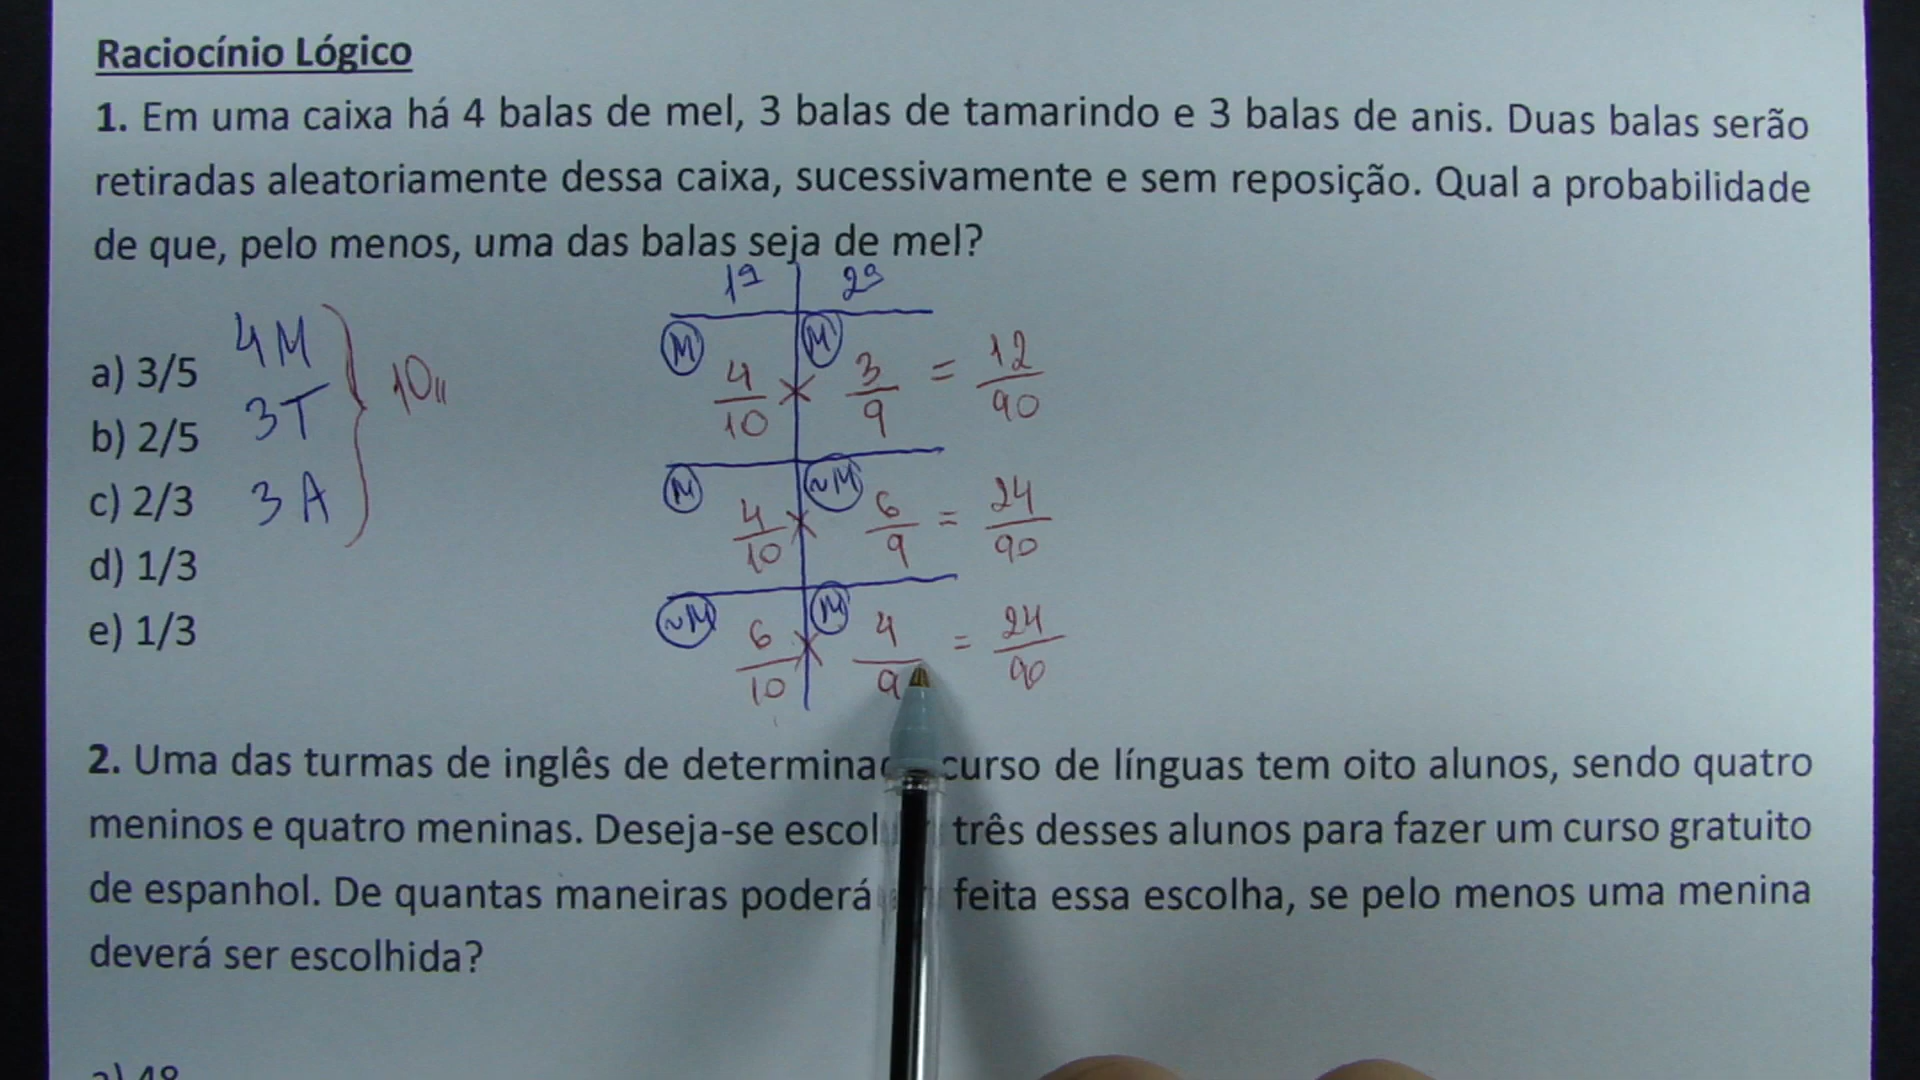 Raciocínio Lógico
1. Em uma caixa há 4 balas de mel, 3 balas de tamarindo e 3 balas de anis. Duas balas serão
retiradas aleatoriamente dessa caixa, sucessivamente e sem reposição. Qual a probabilidade
de que, pelo menos, uma das balas seja de mel?
1ª 2ª
a) 3/5
b) 2/5
c) 2/3
d) 1/3
e) 1/3
4M
3T
3A
10
M M
4/10 × 3/9 = 12/90
M ~M
4/10 × 6/9 = 24/90
~M M
6/10 × 4/9 = 24/90
2. Uma das turmas de inglês de curso de línguas tem oito alunos, sendo quatro
meninos e quatro meninas. Deseja-se três desses alunos para fazer um curso gratuito
de espanhol. De quantas maneiras poderá feita essa escolha, se pelo menos uma menina
deverá ser escolhida?